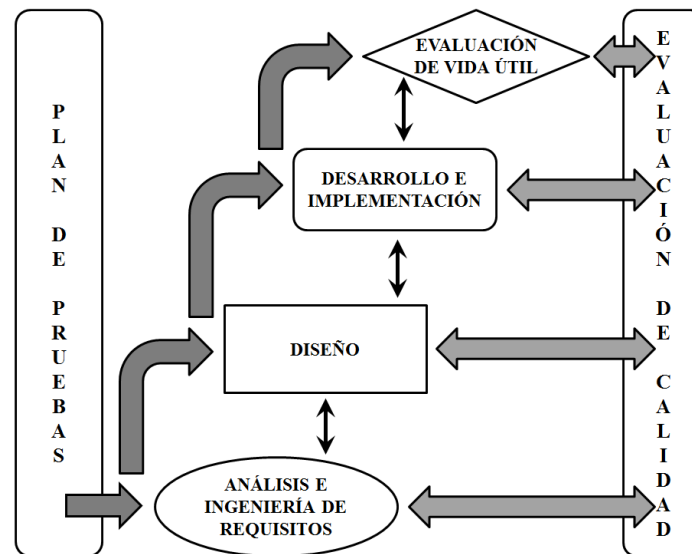 PLAN DE PRUEBAS
EVALUACIÓN
DE VIDA ÚTIL
DESARROLLO E
IMPLEMENTACIÓN
DISEÑO
ANÁLISIS E
INGENIERÍA DE
REQUISITOS
EVALUACIÓN DE CALIDAD